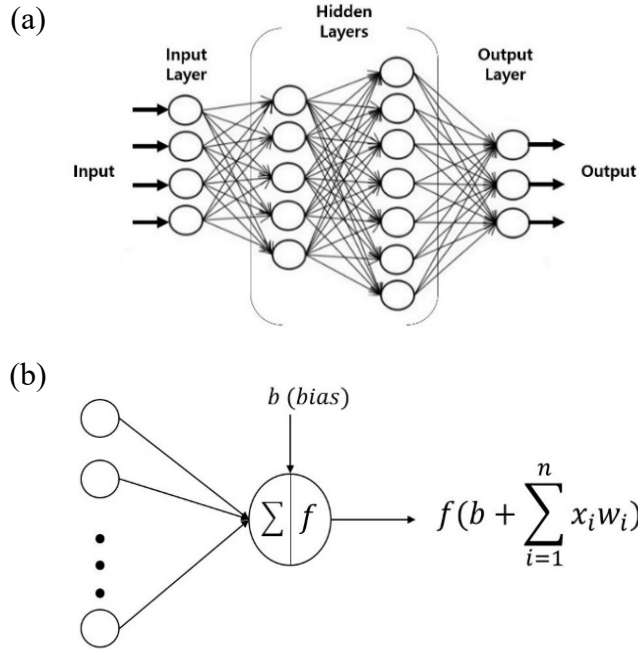 (a)
Hidden
Layers
Input
Layer
Output
Layer
Input
Output
(b)
b (bias)
∑ f
f(b + ∑_{i=1}^{n} x_i w_i)